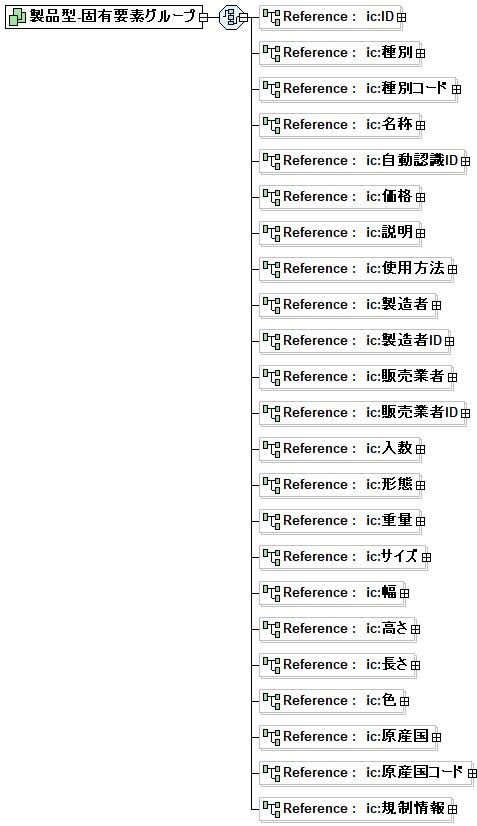 製品型-固有要素グループ
Reference : ic:ID
Reference : ic:種別
Reference : ic:種別コード
Reference : ic:名称
Reference : ic:自動認識ID
Reference : ic:価格
Reference : ic:説明
Reference : ic:使用方法
Reference : ic:製造者
Reference : ic:製造者ID
Reference : ic:販売業者
Reference : ic:販売業者ID
Reference : ic:入数
Reference : ic:形態
Reference : ic:重量
Reference : ic:サイズ
Reference : ic:幅
Reference : ic:高さ
Reference : ic:長さ
Reference : ic:色
Reference : ic:原産国
Reference : ic:原産国コード
Reference : ic:規制情報